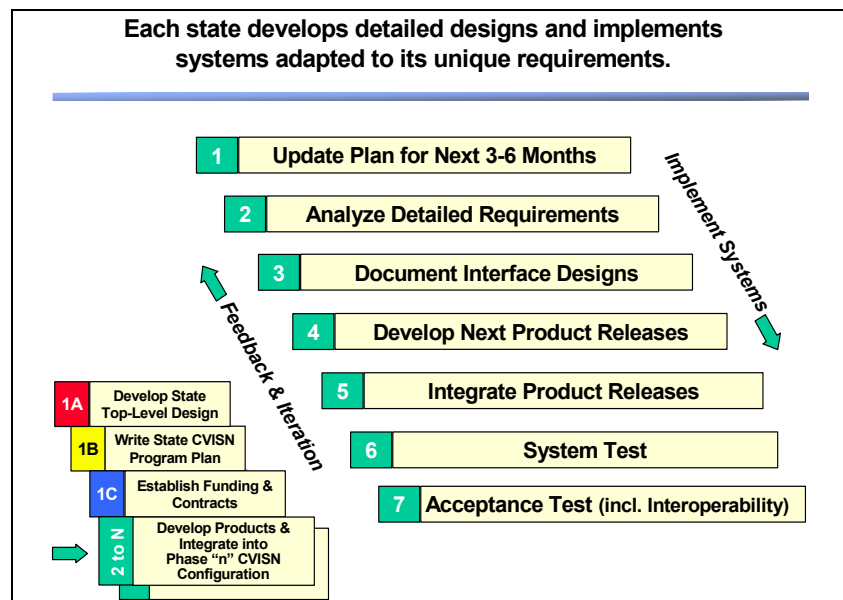 Each state develops detailed designs and implements
systems adapted to its unique requirements.
1 Update Plan for Next 3-6 Months
2 Analyze Detailed Requirements
3 Document Interface Designs
4 Develop Next Product Releases
5 Integrate Product Releases
6 System Test
7 Acceptance Test (incl. Interoperability)
Implement Systems
Feedback & Iteration
1A Develop State
Top-Level Design
1B Write State CVISN
Program Plan
1C Establish Funding &
Contracts
2 to N Develop Products &
Integrate into
Phase “n” CVISN
Configuration